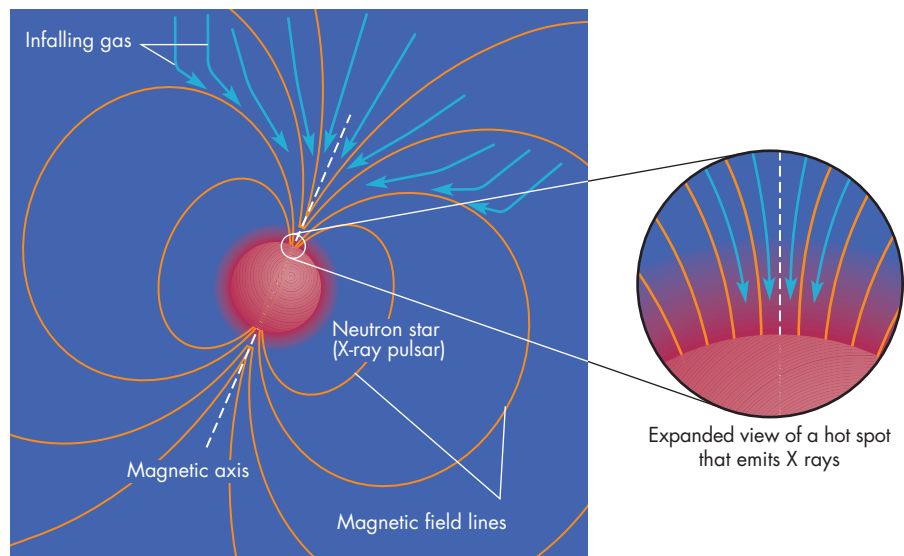 Infalling gas
Neutron star
(X-ray pulsar)
Magnetic axis
Magnetic field lines
Expanded view of a hot spot
that emits X rays